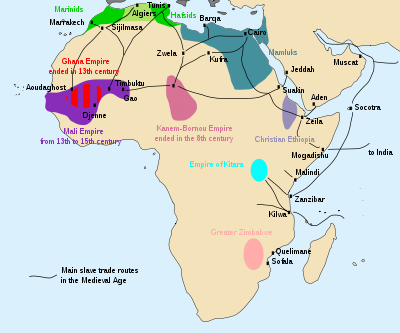 Marinids
Tunis
Algiers
Hafsids
Marrakech
Sijilmasa
Barqa
Cairo
Mamluks
Zwela
Kufra
Muscat
Ghana Empire
ended in 13th century
Jeddah
Aoudaghost
Timbuktu
Gao
Suakin
Aden
Socotra
Djenne
Zeila
Mali Empire
from 13th to 15th century
Kanem-Bornou Empire
ended in the 8th century
Christian Ethiopia
Mogadishu
to India
Empire of Kitara
Malindi
Zanzibar
Kilwa
Greater Zimbabwe
Quelimane
Sofala
Main slave trade routes
in the Medieval Age